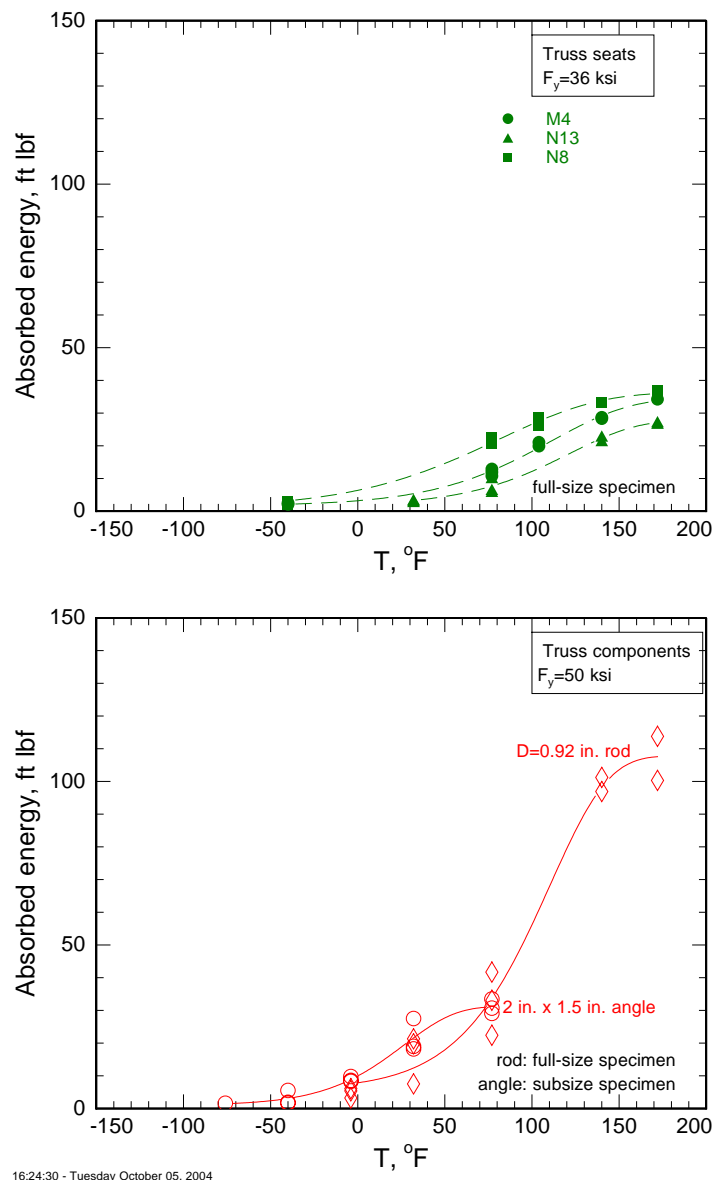 150
100
50
0
Absorbed energy, ft lbf
Truss seats
F_y=36 ksi
M4
N13
N8
full-size specimen
-150 -100 -50 0 50 100 150 200
T, °F
150
100
50
0
Absorbed energy, ft lbf
Truss components
F_y=50 ksi
D=0.92 in. rod
2 in. x 1.5 in. angle
rod: full-size specimen
angle: subsize specimen
-150 -100 -50 0 50 100 150 200
T, °F
16:24:30 - Tuesday October 05, 2004